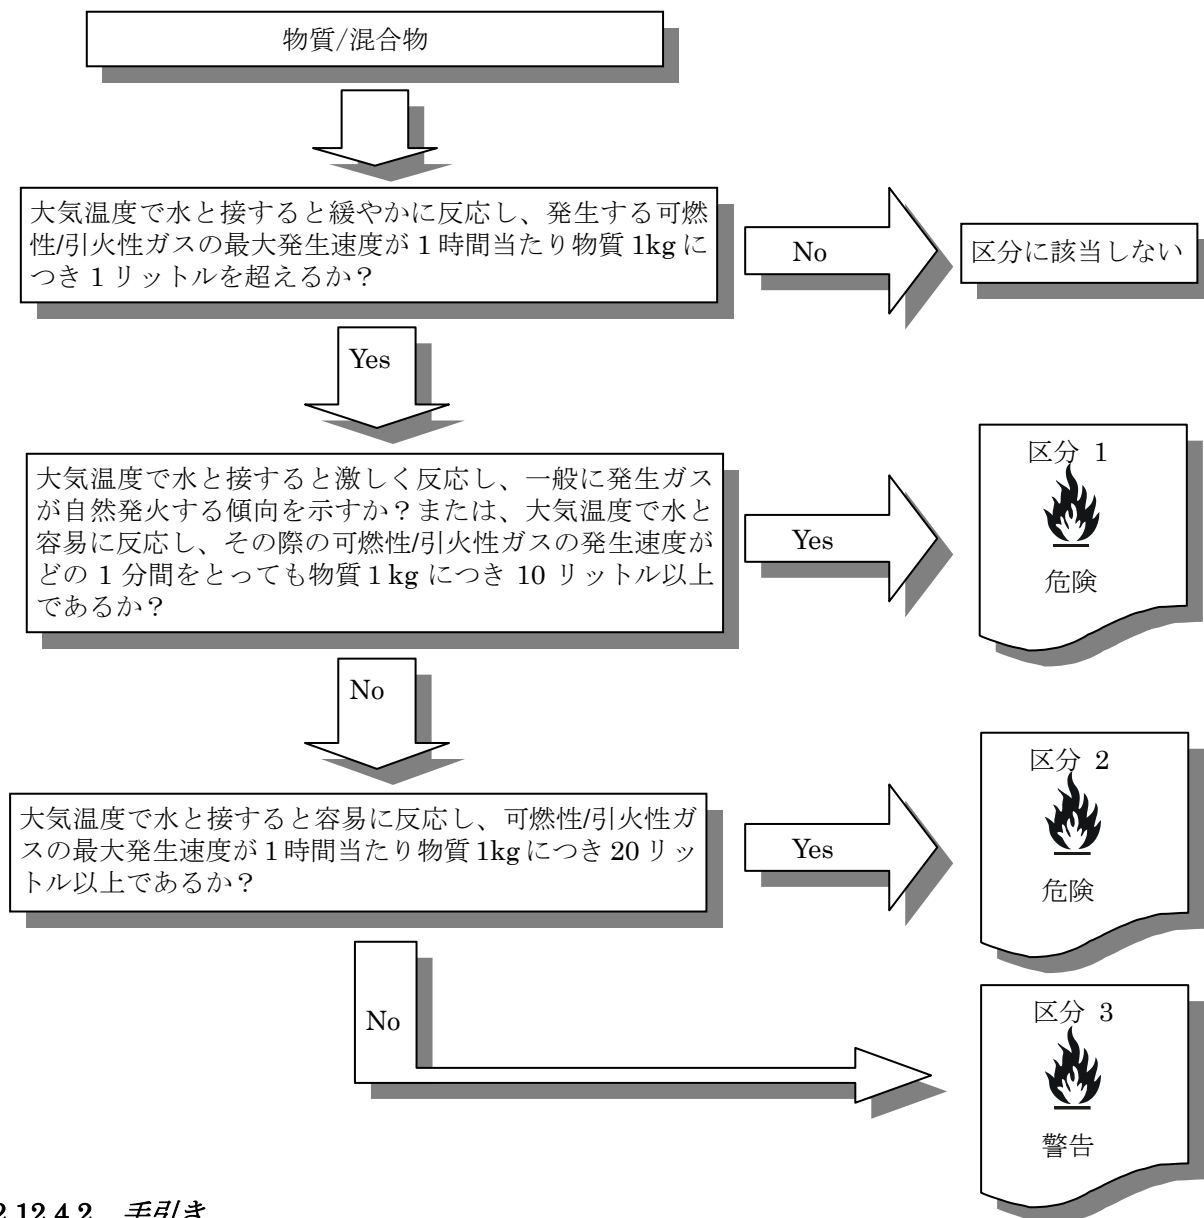 物質/混合物
大気温度で水と接すると緩やかに反応し、発生する可燃
性/引火性ガスの最大発生速度が 1 時間当たり物質 1kg に
つき 1 リットルを超えるか？
No
区分に該当しない
Yes
大気温度で水と接すると激しく反応し、一般に発生ガス
が自然発火する傾向を示すか？または、大気温度で水と
容易に反応し、その際の可燃性/引火性ガスの発生速度が
どの 1 分間をとっても物質 1 kg につき 10 リットル以上
であるか？
Yes
区分 1
危険
No
大気温度で水と接すると容易に反応し、可燃性/引火性ガ
スの最大発生速度が 1 時間当たり物質 1kg につき 20 リッ
トル以上であるか？
Yes
区分 2
危険
No
区分 3
警告
2.12.4.2 手引き